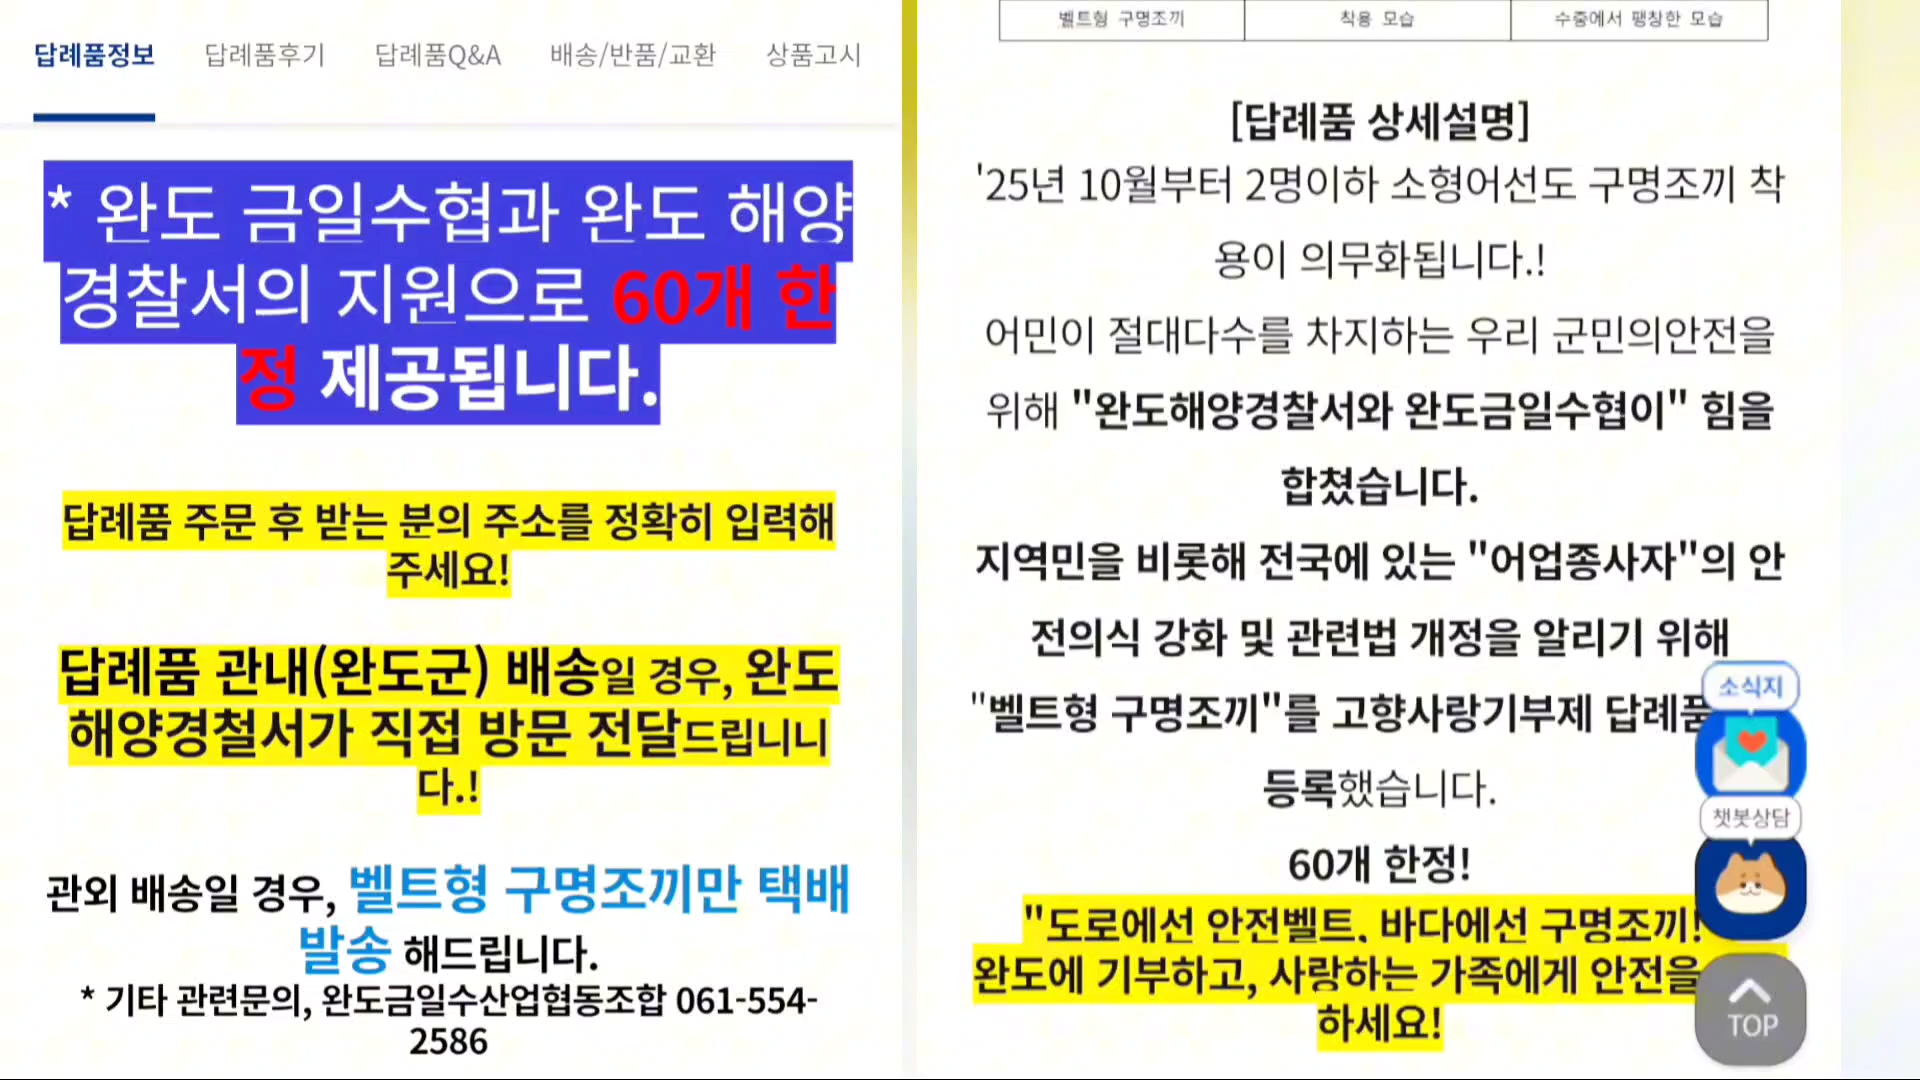 답례품정보 답례품후기 답례품Q&A 배송/반품/교환 상품고시
* 완도 금일수협과 완도 해양
경찰서의 지원으로 60개 한
정 제공됩니다.
답례품 주문 후 받는 분의 주소를 정확히 입력해
주세요!
답례품 관내(완도군) 배송일 경우, 완도
해양경철서가 직접 방문 전달드립니니
다.!
관외 배송일 경우, 벨트형 구명조끼만 택배
발송 해드립니다.
* 기타 관련문의, 완도금일수산업협동조합 061-554-
2586
벨트형 구명조끼 착용 모습 수중에서 팽창한 모습
[답례품 상세설명]
'25년 10월부터 2명이하 소형어선도 구명조끼 착
용이 의무화됩니다.!
어민이 절대다수를 차지하는 우리 군민의안전을
위해 "완도해양경찰서와 완도금일수협이" 힘을
합쳤습니다.
지역민을 비롯해 전국에 있는 "어업종사자"의 안
전의식 강화 및 관련법 개정을 알리기 위해
"벨트형 구명조끼"를 고향사랑기부제 답례품
등록했습니다.
60개 한정!
"도로에선 안전벨트, 바다에선 구명조끼!
완도에 기부하고, 사랑하는 가족에게 안전을
하세요!
소식지
챗봇상담
TOP